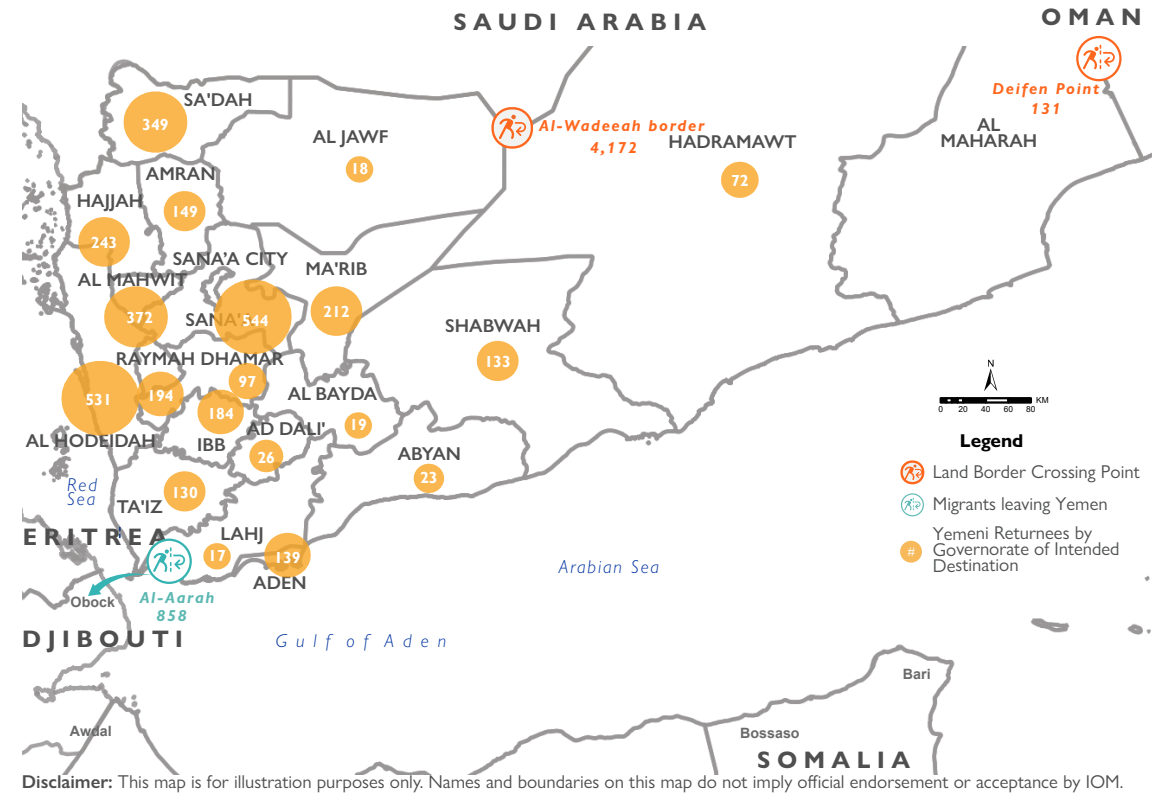 SAUDI ARABIA
OMAN
Deifen Point
131
SA'DAH
349
AL JAWF
18
Al-Wadeeah border
4,172
HADRAMAWT
72
AL
MAHARAH
AMRAN
149
HAJJAH
243
SANA'A CITY
MA'RIB
212
AL MAHWIT
372
SANA'A
544
SHABWAH
133
RAYMAH
DHAMAR
97
194
531
AL HODEIDAH
184
IBB
AL BAYDA
19
AD DALI'
26
ABYAN
23
Red
Sea
TA'IZ
130
ERITREA
LAHJ
17
139
ADEN
Obock
Al-Aarah
858
DJIBOUTI
Gulf of Aden
Arabian Sea
N
0 20 40 60 80 KM
Legend
Land Border Crossing Point
Migrants leaving Yemen
#
Yemeni Returnees by
Governorate of Intended
Destination
Bari
Awdal
Bossaso
SOMALIA
Disclaimer: This map is for illustration purposes only. Names and boundaries on this map do not imply official endorsement or acceptance by IOM.